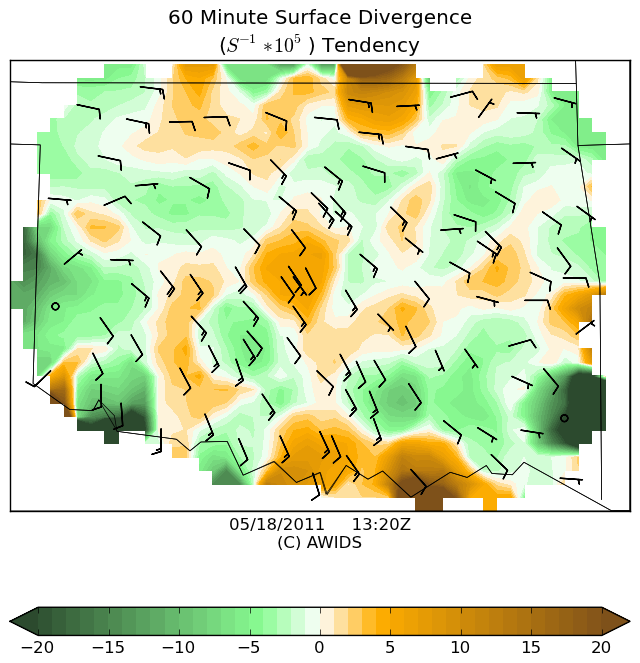 60 Minute Surface Divergence
(S⁻¹ * 10⁵ ) Tendency
05/18/2011 13:20Z
(C) AWIDS
−20 −15 −10 −5 0 5 10 15 20